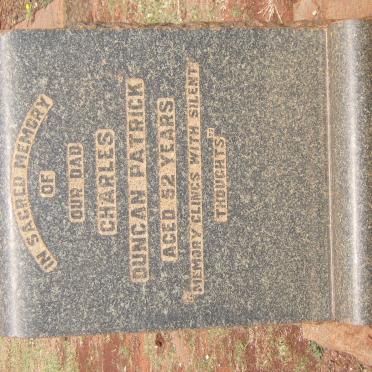 IN SACRED MEMORY
OF
OUR DAD
CHARLES
DUNCAN PATRICK
AGED 52 YEARS
"MEMORY CLINGS WITH SILENT
THOUGHTS"